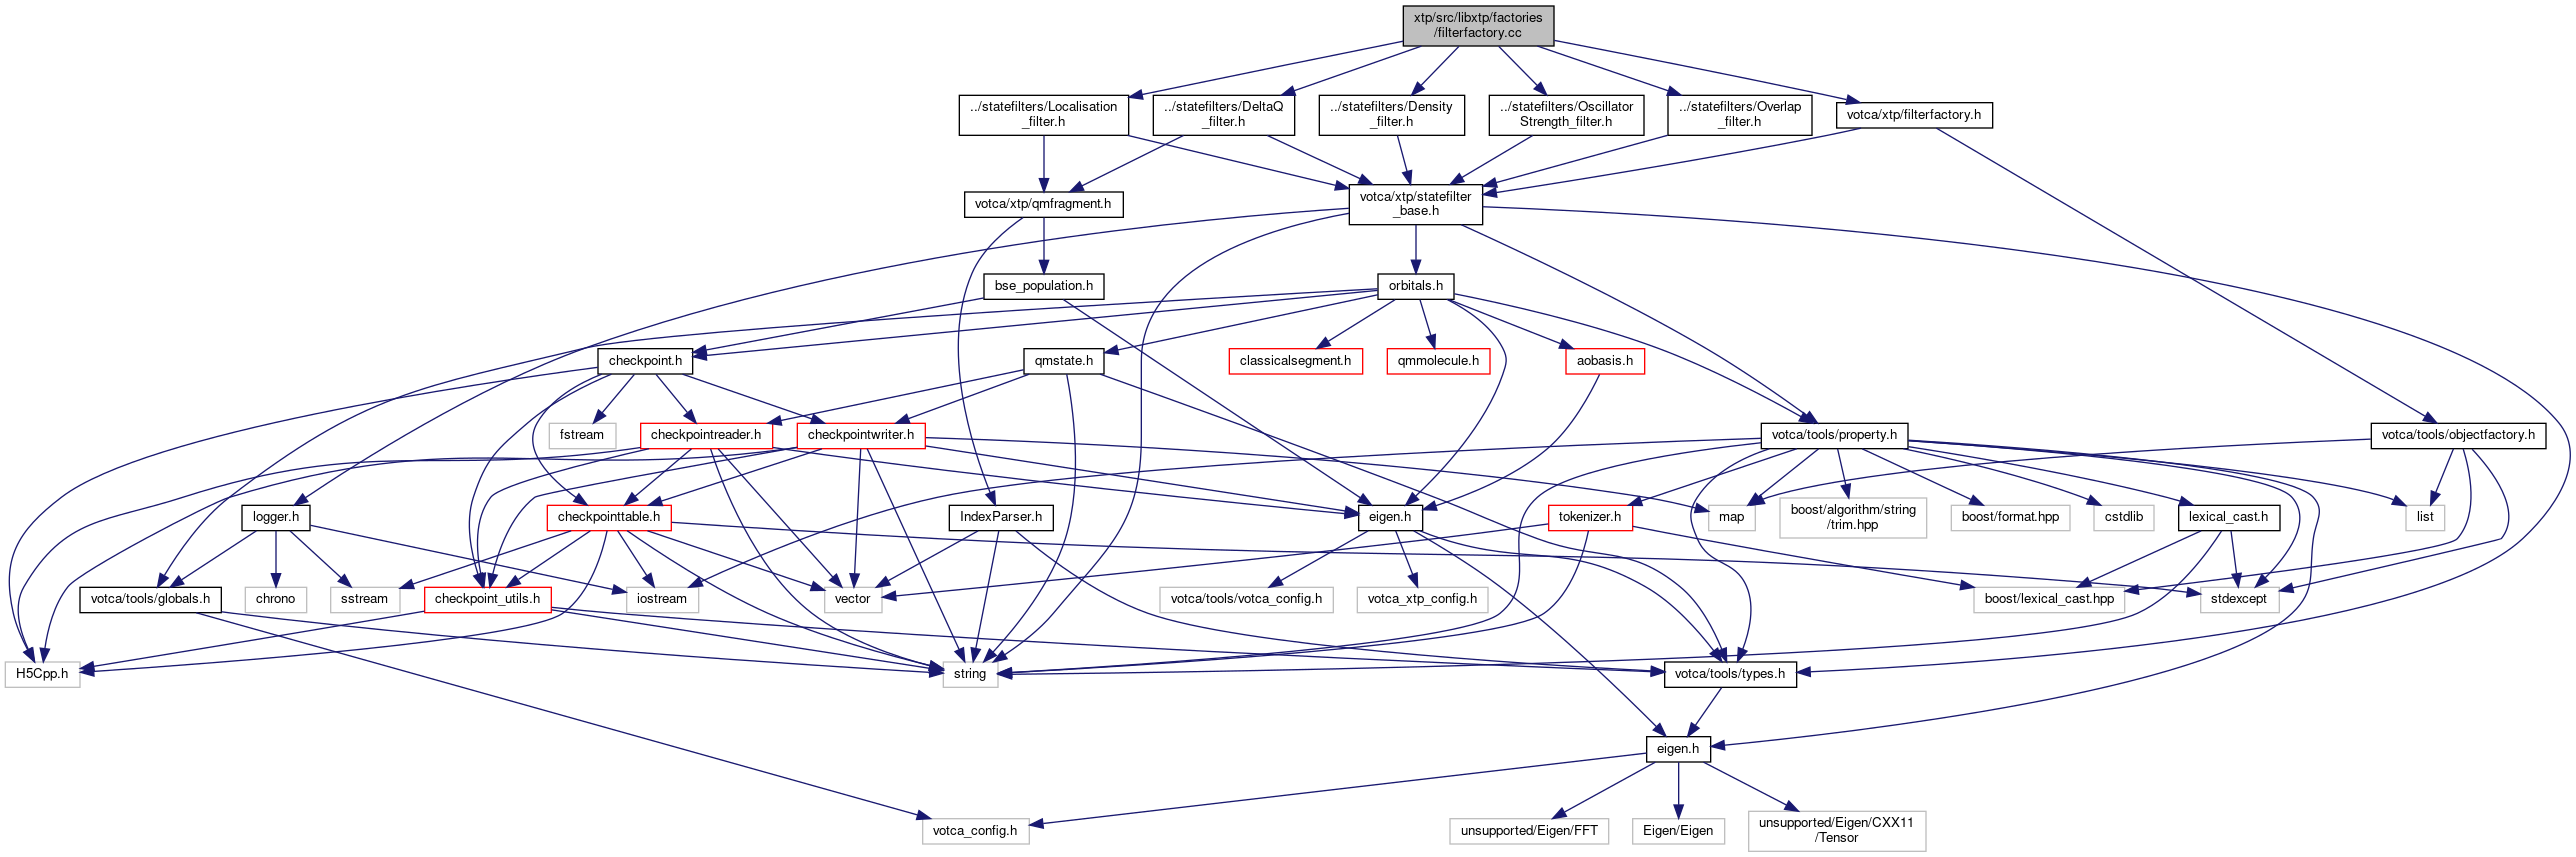 xtp/src/libxtp/factories
/filterfactory.cc
../statefilters/Localisation
_filter.h
../statefilters/DeltaQ
_filter.h
../statefilters/Density
_filter.h
../statefilters/Oscillator
Strength_filter.h
../statefilters/Overlap
_filter.h
votca/xtp/filterfactory.h
votca/xtp/qmfragment.h
votca/xtp/statefilter
_base.h
bse_population.h
orbitals.h
checkpoint.h
qmstate.h
classicalsegment.h
qmmolecule.h
aobasis.h
fstream
checkpointreader.h
checkpointwriter.h
votca/tools/property.h
votca/tools/objectfactory.h
logger.h
checkpointtable.h
IndexParser.h
eigen.h
tokenizer.h
map
boost/algorithm/string
/trim.hpp
boost/format.hpp
cstdlib
lexical_cast.h
list
votca/tools/globals.h
chrono
sstream
checkpoint_utils.h
iostream
vector
votca/tools/votca_config.h
votca_xtp_config.h
boost/lexical_cast.hpp
stdexcept
H5Cpp.h
string
votca/tools/types.h
eigen.h
votca_config.h
unsupported/Eigen/FFT
Eigen/Eigen
unsupported/Eigen/CXX11
/Tensor